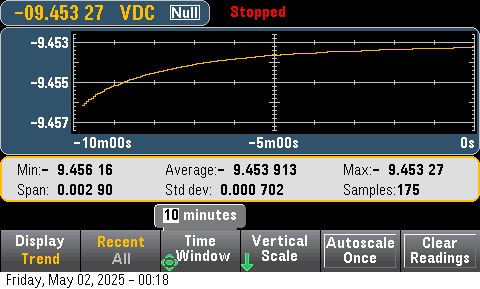 -09.453 27 VDC Null Stopped
-9.453
-9.455
-9.457
-10m00s -5m00s 0s
Min:- 9.456 16 Average:- 9.453 913 Max:- 9.453 27
Span: 0.002 90 Std dev: 0.000 702 Samples:175
10 minutes
Display Recent Time Vertical Autoscale Clear
Trend All Window Scale Once Readings
Friday, May 02, 2025 - 00:18